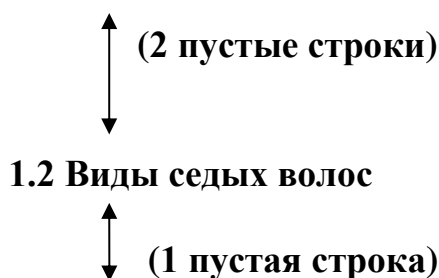 (2 пустые строки)
1.2 Виды седых волос
(1 пустая строка)